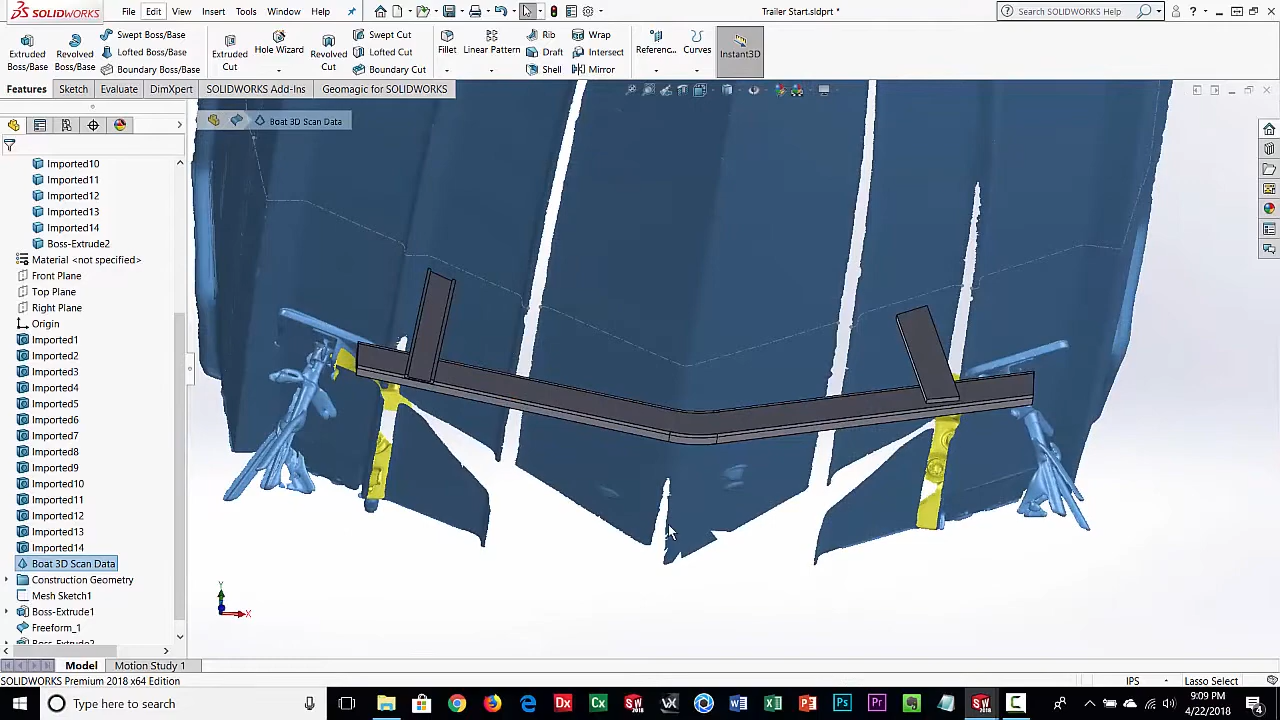 SOLIDWORKS File Edit View Insert Tools Window Help Trailer Start.sldprt * Search SOLIDWORKS Help
Extruded Boss/Base
Revolved Boss/Base
Swept Boss/Base
Lofted Boss/Base
Boundary Boss/Base
Extruded Cut
Hole Wizard
Revolved Cut
Swept Cut
Lofted Cut
Boundary Cut
Fillet
Linear Pattern
Rib
Draft
Shell
Wrap
Intersect
Mirror
Referenc...
Curves
Instant3D
Features Sketch Evaluate DimXpert SOLIDWORKS Add-Ins Geomagic for SOLIDWORKS
Boat 3D Scan Data
Imported10
Imported11
Imported12
Imported13
Imported14
Boss-Extrude2
Material <not specified>
Front Plane
Top Plane
Right Plane
Origin
Imported1
Imported2
Imported3
Imported4
Imported5
Imported6
Imported7
Imported8
Imported9
Imported10
Imported11
Imported12
Imported13
Imported14
Boat 3D Scan Data
Construction Geometry
Mesh Sketch1
Boss-Extrude1
Freeform_1
Boss-Extrude2
Y
X
Model Motion Study 1
SOLIDWORKS Premium 2018 x64 Edition IPS Lasso Select
Type here to search
9:09 PM
4/22/2018